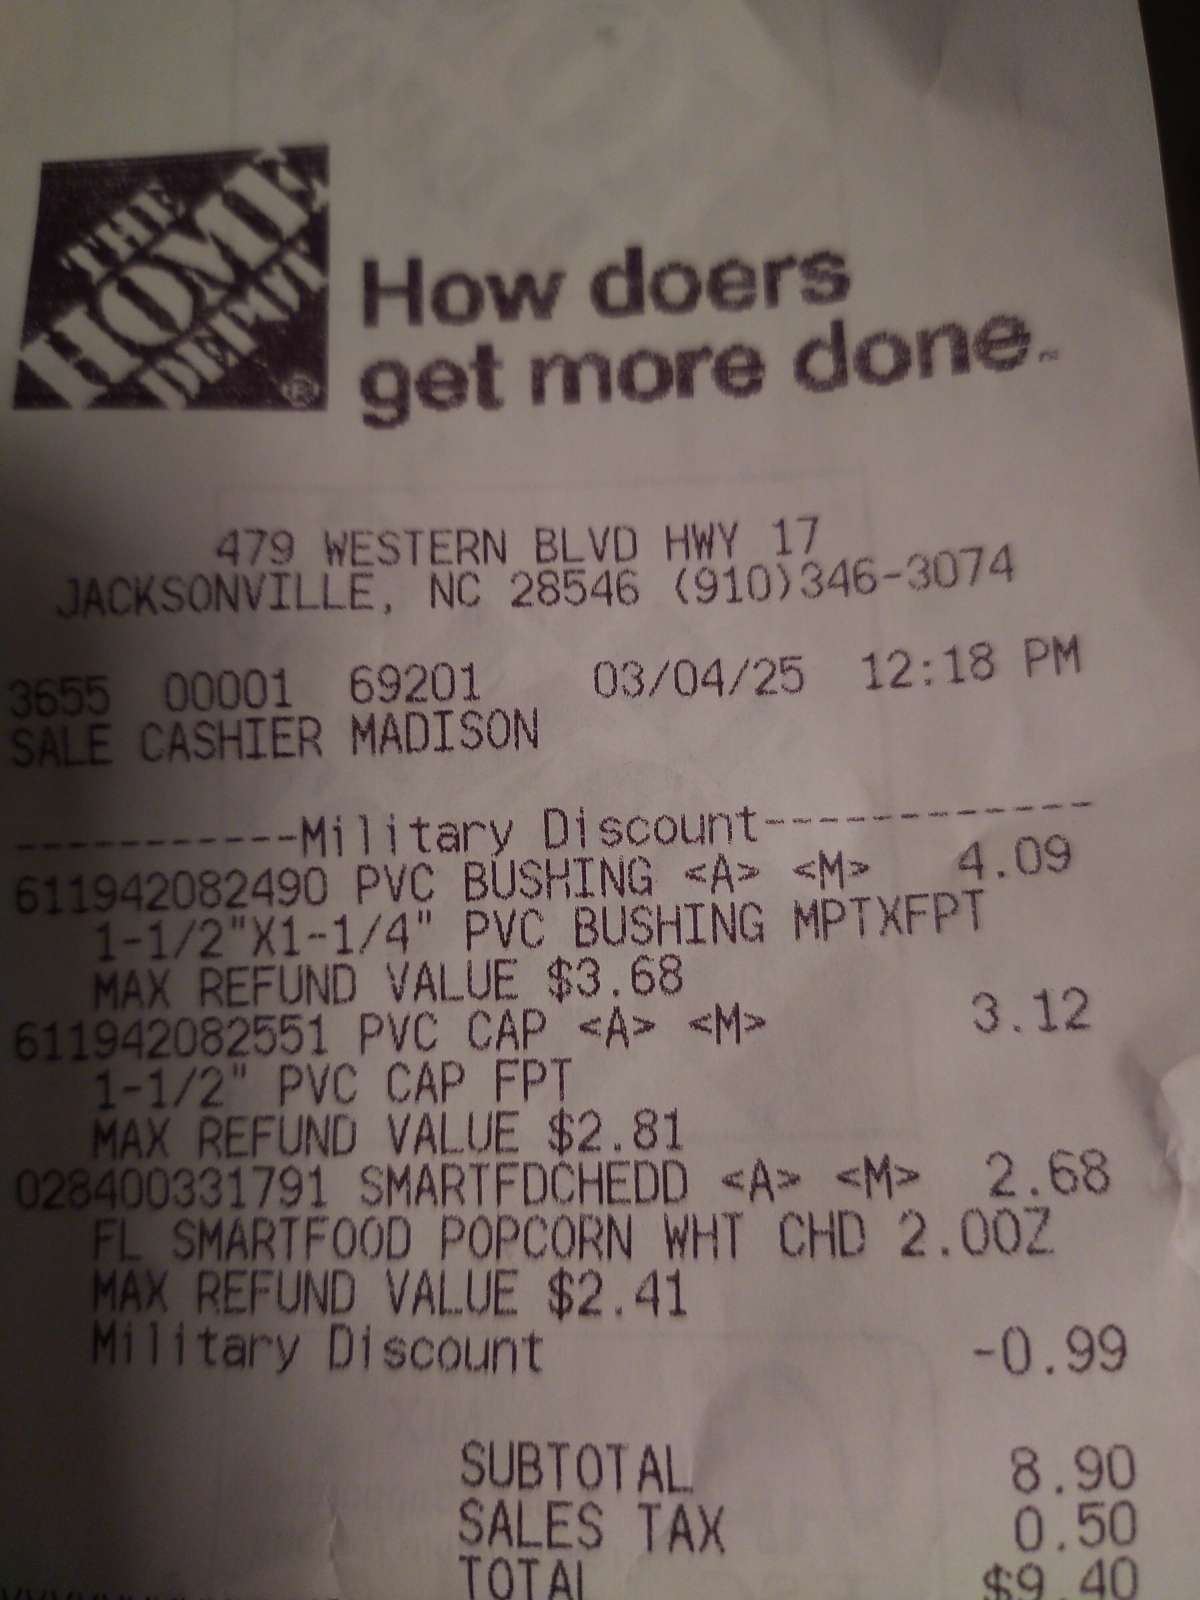 THE
HOME
DEPOT
®
How doers
get more done.™
479 WESTERN BLVD HWY 17
JACKSONVILLE, NC 28546 (910)346-3074
3655 00001 69201 03/04/25 12:18 PM
SALE CASHIER MADISON
----------Military Discount------------
611942082490 PVC BUSHING <A> <M> 4.09
1-1/2"X1-1/4" PVC BUSHING MPTXFPT
MAX REFUND VALUE $3.68
611942082551 PVC CAP <A> <M> 3.12
1-1/2" PVC CAP FPT
MAX REFUND VALUE $2.81
028400331791 SMARTFDCHEDD <A> <M> 2.68
FL SMARTFOOD POPCORN WHT CHD 2.00Z
MAX REFUND VALUE $2.41
Military Discount -0.99
SUBTOTAL 8.90
SALES TAX 0.50
TOTAL $9.40